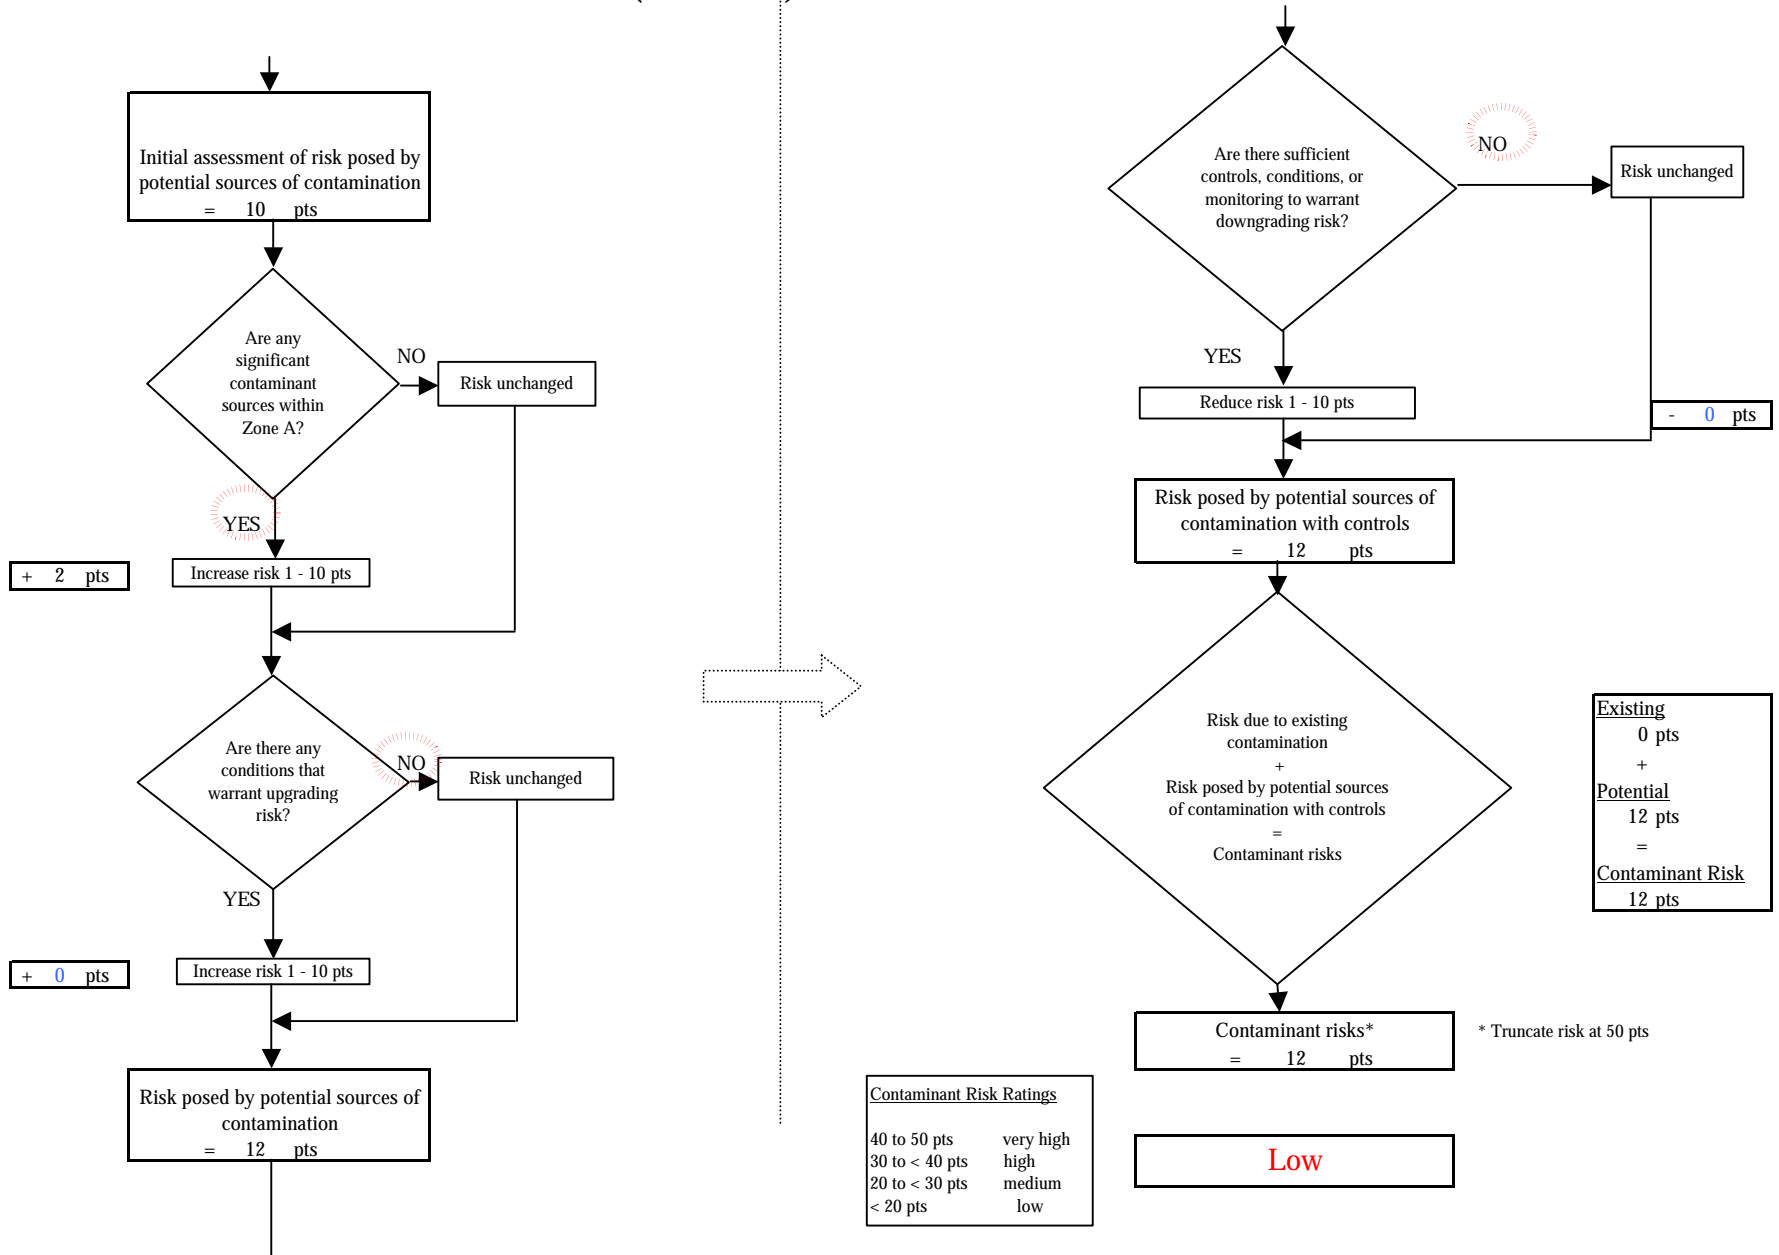 Initial assessment of risk posed by
potential sources of contamination
= 10 pts
Are any
significant
contaminant
sources within
Zone A?
NO
Risk unchanged
YES
+ 2 pts
Increase risk 1 - 10 pts
Are there any
conditions that
warrant upgrading
risk?
NO
Risk unchanged
YES
+ 0 pts
Increase risk 1 - 10 pts
Risk posed by potential sources of
contamination
= 12 pts
Are there sufficient
controls, conditions, or
monitoring to warrant
downgrading risk?
NO
Risk unchanged
YES
Reduce risk 1 - 10 pts
- 0 pts
Risk posed by potential sources of
contamination with controls
= 12 pts
Risk due to existing
contamination
+
Risk posed by potential sources
of contamination with controls
=
Contaminant risks
Existing
0 pts
+
Potential
12 pts
=
Contaminant Risk
12 pts
Contaminant risks*
= 12 pts
* Truncate risk at 50 pts
Contaminant Risk Ratings
40 to 50 pts very high
30 to < 40 pts high
20 to < 30 pts medium
< 20 pts low
Low